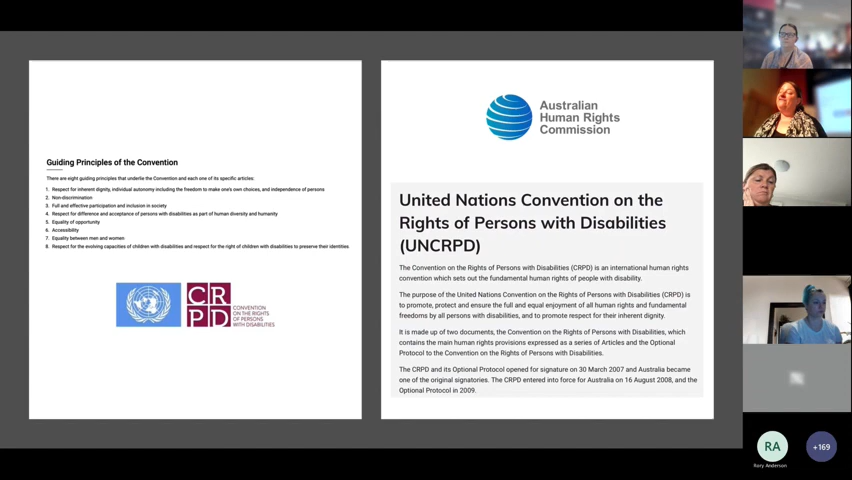 Guiding Principles of the Convention
There are eight guiding principles that underlie the Convention and each one of its specific articles:
1. Respect for inherent dignity, individual autonomy including the freedom to make one's own choices, and independence of persons
2. Non-discrimination
3. Full and effective participation and inclusion in society
4. Respect for difference and acceptance of persons with disabilities as part of human diversity and humanity
5. Equality of opportunity
6. Accessibility
7. Equality between men and women
8. Respect for the evolving capacities of children with disabilities and respect for the right of children with disabilities to preserve their identities.
CR
PD
CONVENTION
ON THE RIGHTS
OF PERSONS
WITH DISABILITIES
Australian
Human Rights
Commission
United Nations Convention on the
Rights of Persons with Disabilities
(UNCRPD)
The Convention on the Rights of Persons with Disabilities (CRPD) is an international human rights
convention which sets out the fundamental human rights of people with disability.
The purpose of the United Nations Convention on the Rights of Persons with Disabilities (CRPD) is
to promote, protect and ensure the full and equal enjoyment of all human rights and fundamental
freedoms by all persons with disabilities, and to promote respect for their inherent dignity.
It is made up of two documents, the Convention on the Rights of Persons with Disabilities, which
contains the main human rights provisions expressed as a series of Articles and the Optional
Protocol to the Convention on the Rights of Persons with Disabilities.
The CRPD and its Optional Protocol opened for signature on 30 March 2007 and Australia became
one of the original signatories. The CRPD entered into force for Australia on 16 August 2008, and the
Optional Protocol in 2009.
RA
+169
Rory Anderson